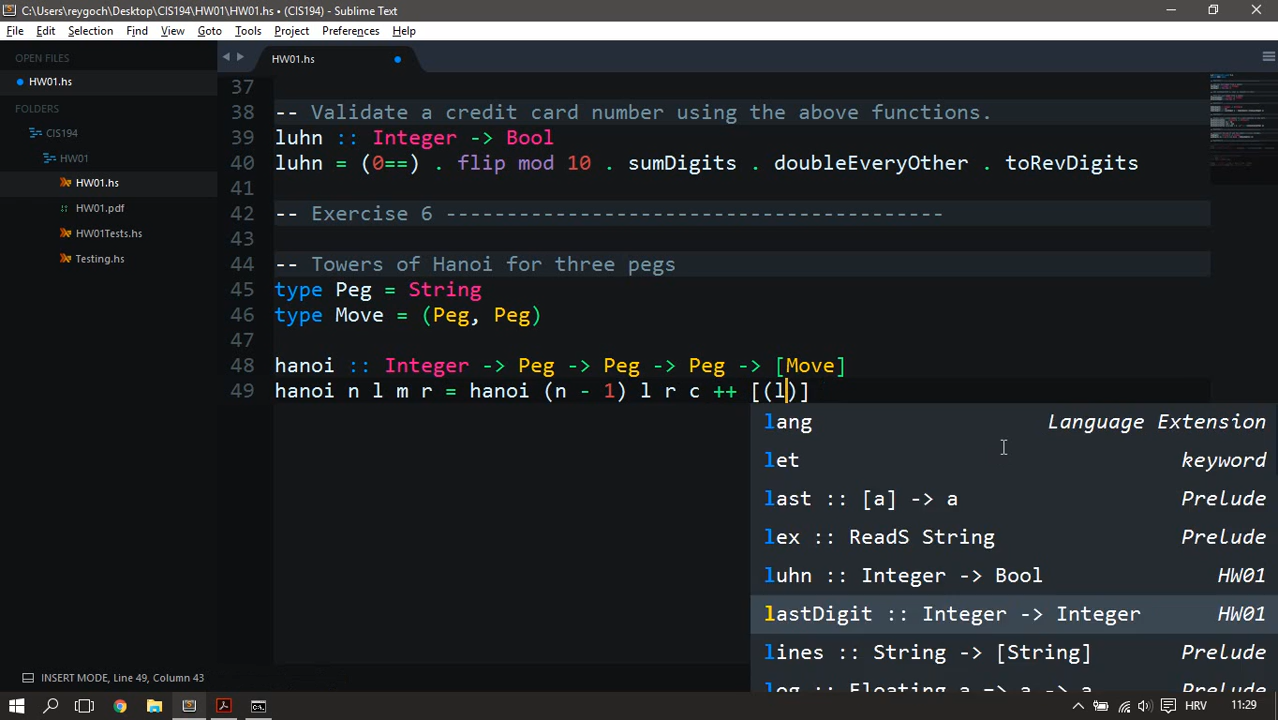 C:\Users\reygoch\Desktop\CIS194\HW01\HW01.hs • (CIS194) - Sublime Text
File Edit Selection Find View Goto Tools Project Preferences Help
OPEN FILES
HW01.hs
FOLDERS
CIS194
HW01
HW01.hs
HW01.pdf
HW01Tests.hs
Testing.hs
HW01.hs
37
38 -- Validate a credit card number using the above functions.
39 luhn :: Integer -> Bool
40 luhn = (0==) . flip mod 10 . sumDigits . doubleEveryOther . toRevDigits
41
42 -- Exercise 6 -----------------------------------------
43
44 -- Towers of Hanoi for three pegs
45 type Peg = String
46 type Move = (Peg, Peg)
47
48 hanoi :: Integer -> Peg -> Peg -> Peg -> [Move]
49 hanoi n l m r = hanoi (n - 1) l r c ++ [(l)]
lang Language Extension
let keyword
last :: [a] -> a Prelude
lex :: ReadS String Prelude
luhn :: Integer -> Bool HW01
lastDigit :: Integer -> Integer HW01
lines :: String -> [String] Prelude
log :: Floating a => a -> a Prelude
INSERT MODE, Line 49, Column 43
HRV 11:29